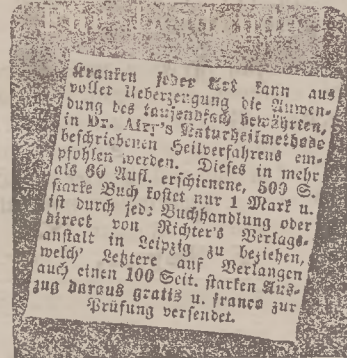 Kranken jeder Art kann aus
voller Ueberzeugung die Anwen-
dung des tausendfach bewährten,
in Dr. Airy's Naturheilmethode
beschriebenen Heilverfahrens em-
pfohlen werden. Dieses in mehr
als 60 Aufl. erschienene, 500 S.
starke Buch kostet nur 1 Mark u.
ist durch jede Buchhandlung oder
direct von Richter's Verlags-
anstalt in Leipzig zu beziehen,
welch' Letztere auf Verlangen
auch einen 100 Seit. starken Aus-
zug daraus gratis u. franco zur
Prüfung versendet.